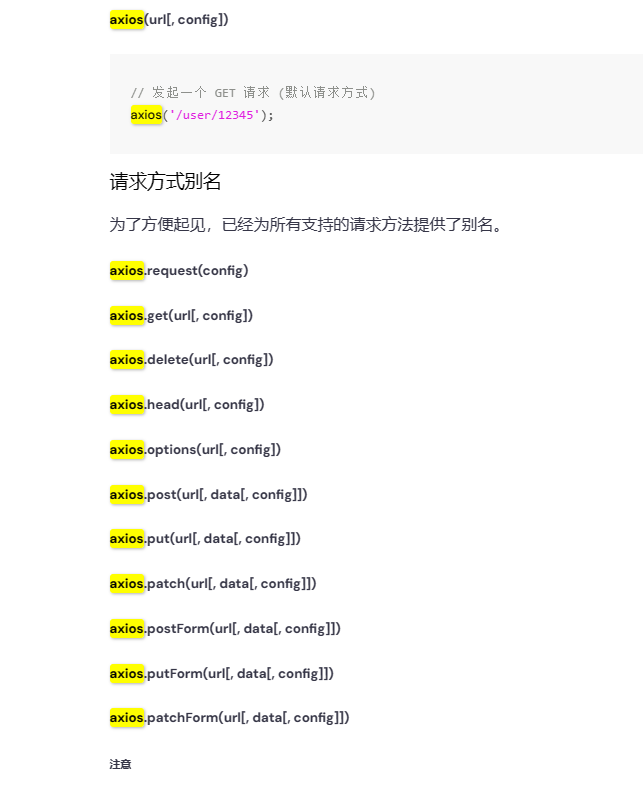 axios(url[, config])
// 发起一个 GET 请求 (默认请求方式)
axios('/user/12345');
请求方式别名
为了方便起见，已经为所有支持的请求方法提供了别名。
axios.request(config)
axios.get(url[, config])
axios.delete(url[, config])
axios.head(url[, config])
axios.options(url[, config])
axios.post(url[, data[, config]])
axios.put(url[, data[, config]])
axios.patch(url[, data[, config]])
axios.postForm(url[, data[, config]])
axios.putForm(url[, data[, config]])
axios.patchForm(url[, data[, config]])
注意